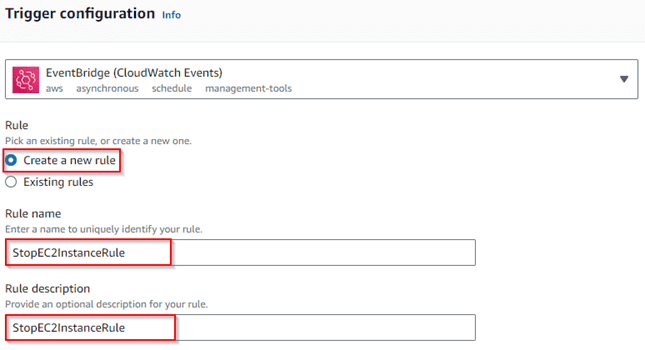 Trigger configuration Info
EventBridge (CloudWatch Events)
aws asynchronous schedule management-tools
Rule
Pick an existing rule, or create a new one.
Create a new rule
Existing rules
Rule name
Enter a name to uniquely identify your rule.
StopEC2InstanceRule
Rule description
Provide an optional description for your rule.
StopEC2InstanceRule